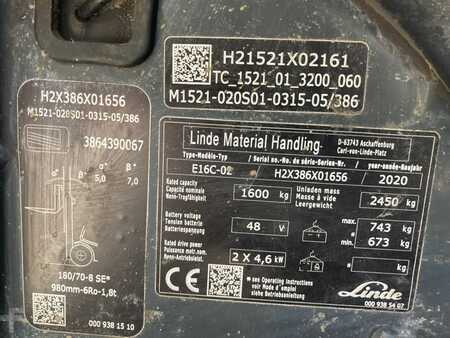 H21521X02161
TC_1521_01_3200_060
M1521-020S01-0315-05/386
H2X386X01656
M1521-020S01-0315-05/386
3864390067
α β α β
5,0 7,0
180/70-8 SE*
980mm-6Ro-1,8t
000 938 15 10
Linde Material Handling
D-63743 Aschaffenburg
Carl-von-Linde-Platz
Type-Modèle-Typ / Serial no.-No. de série-Serien-Nr. / year-année-Baujahr
E16C-02 H2X386X01656 2020
Rated capacity
Capacité nominale
Nenn-Tragfähigkeit
1600 kg
Unladen mass
Masse à vide
Leergewicht
2450 kg
Battery voltage
Batterie tension
Batteriespannung
48 V
max. 743 kg
min. 673 kg
Rated drive power
Puissance motr.nom.
Nenn-Antriebsleist.
2 X 4,6 kW
CE
see Operating Instructions
voir Mode d'emploi
siehe Betriebsanleitung
Linde
000 938 54 07